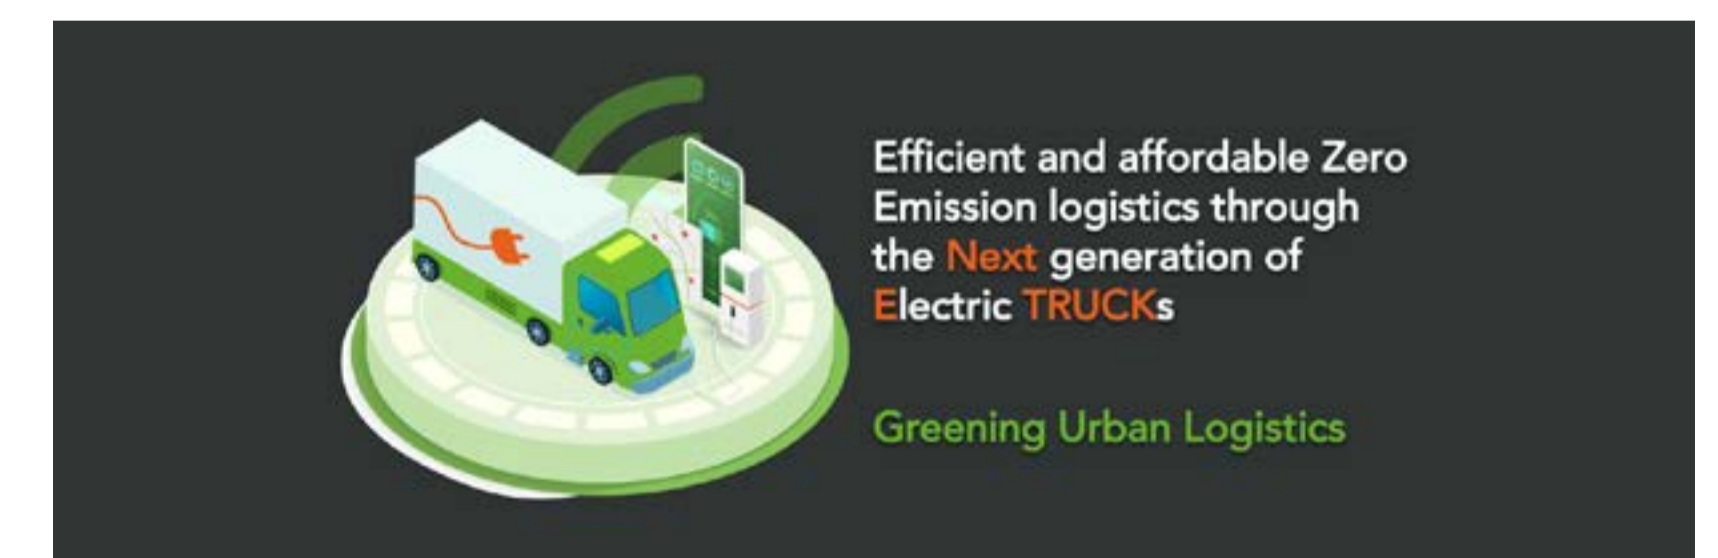 Efficient and affordable Zero
Emission logistics through
the Next generation of
Electric TRUCKs
Greening Urban Logistics